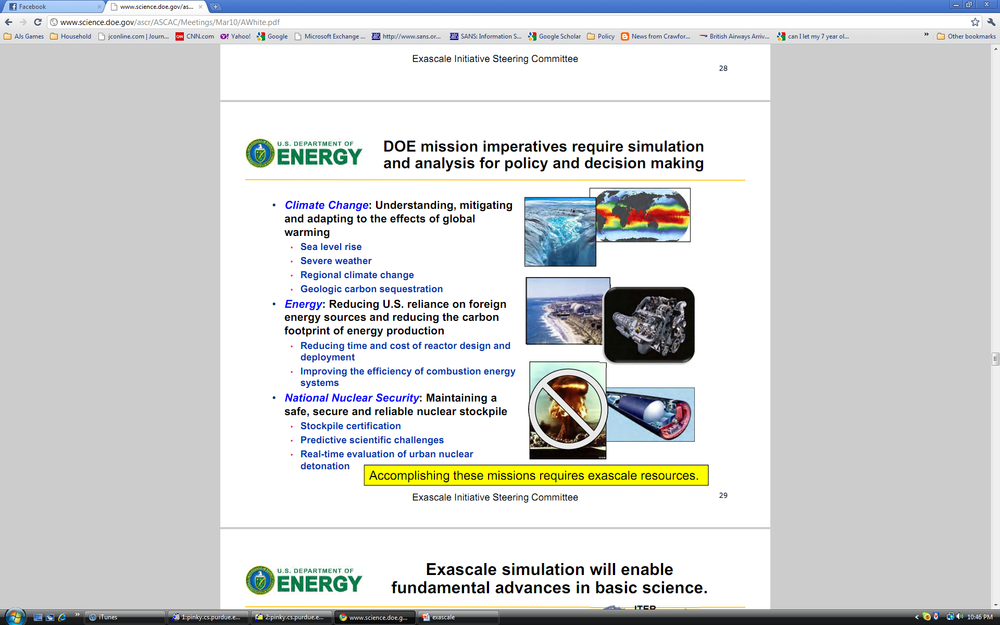 Facebook
www.science.doe.gov/as...
www.science.doe.gov/ascr/ASCAC/Meetings/Mar10/AWhite.pdf
AJs Games
Household
jconline.com | Journ...
CNN
CNN.com
Yahoo!
Google
Microsoft Exchange ...
SANS
http://www.sans.or...
SANS
SANS: Information S...
Google Scholar
Policy
News from Crawfor...
British Airways Arriv...
can I let my 7 year ol...
Other bookmarks
Exascale Initiative Steering Committee
28
U.S. DEPARTMENT OF
ENERGY
DOE mission imperatives require simulation
and analysis for policy and decision making
• Climate Change: Understanding, mitigating
and adapting to the effects of global
warming
• Sea level rise
• Severe weather
• Regional climate change
• Geologic carbon sequestration
• Energy: Reducing U.S. reliance on foreign
energy sources and reducing the carbon
footprint of energy production
• Reducing time and cost of reactor design and
deployment
• Improving the efficiency of combustion energy
systems
• National Nuclear Security: Maintaining a
safe, secure and reliable nuclear stockpile
• Stockpile certification
• Predictive scientific challenges
• Real-time evaluation of urban nuclear
detonation
Accomplishing these missions requires exascale resources.
Exascale Initiative Steering Committee
29
U.S. DEPARTMENT OF
ENERGY
Exascale simulation will enable
fundamental advances in basic science.
ITER
iTunes
1:pinky.cs.purdue.e...
2:pinky.cs.purdue.e...
www.science.doe.g...
exascale
10:46 PM